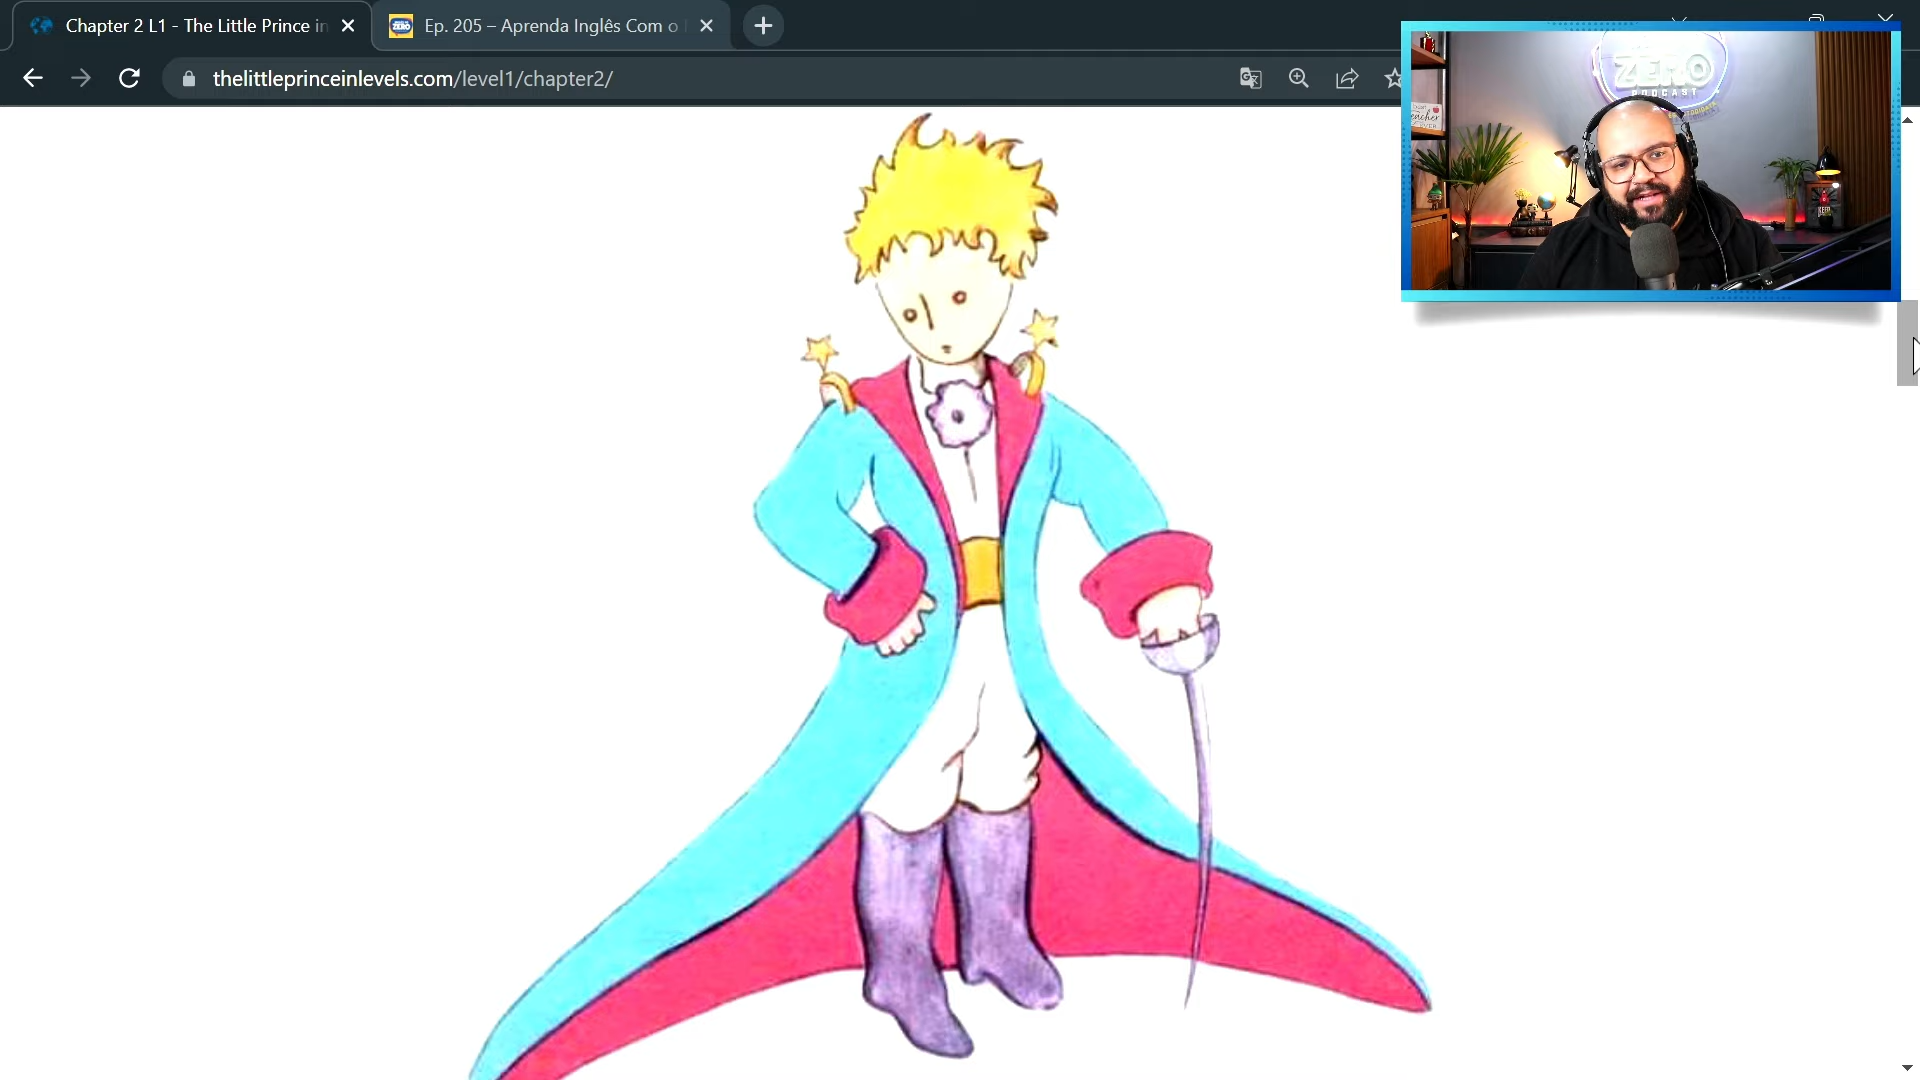 Chapter 2 L1 - The Little Prince in
Ep. 205 – Aprenda Inglês Com o
thelittleprinceinlevels.com/level1/chapter2/
ZERO
PODCAST